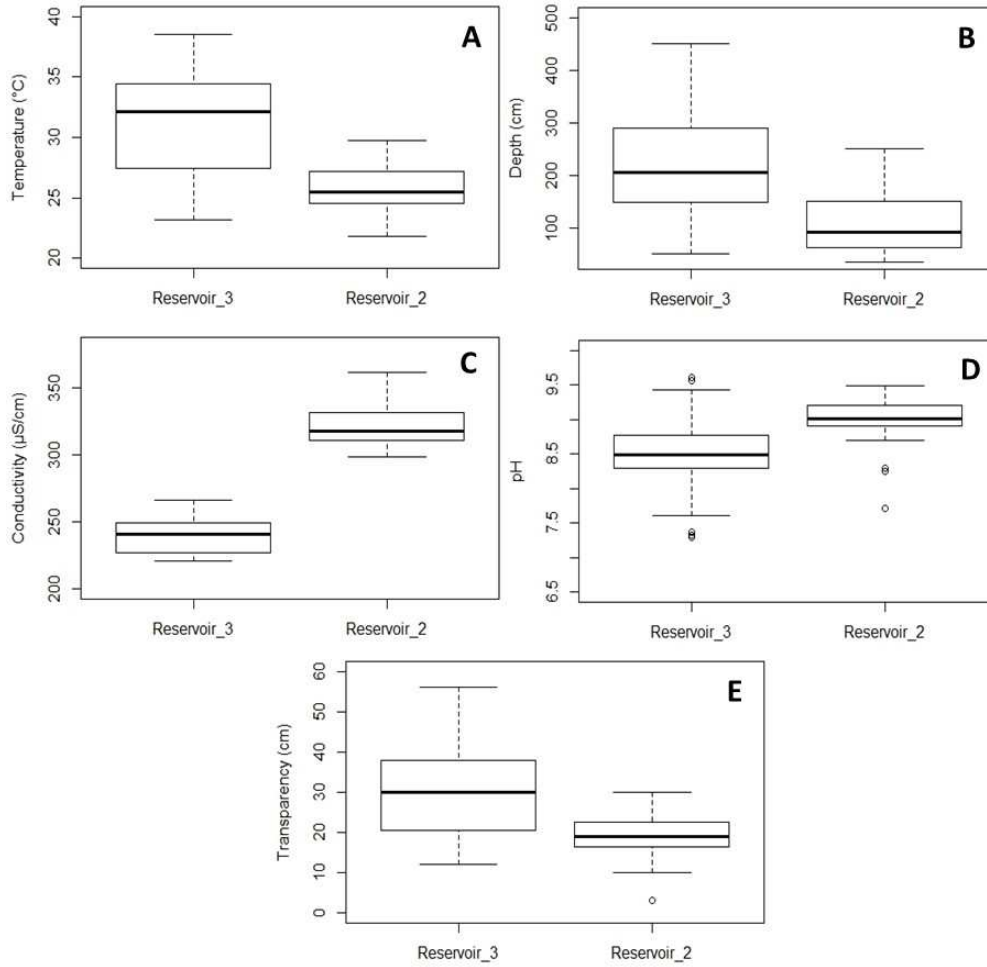 A
Temperature (°C)
40
35
30
25
20
Reservoir_3
Reservoir_2
B
Depth (cm)
500
400
300
200
100
Reservoir_3
Reservoir_2
C
Conductivity (µS/cm)
350
300
250
200
Reservoir_3
Reservoir_2
D
pH
9.5
8.5
7.5
6.5
Reservoir_3
Reservoir_2
E
Transparency (cm)
60
50
40
30
20
10
0
Reservoir_3
Reservoir_2